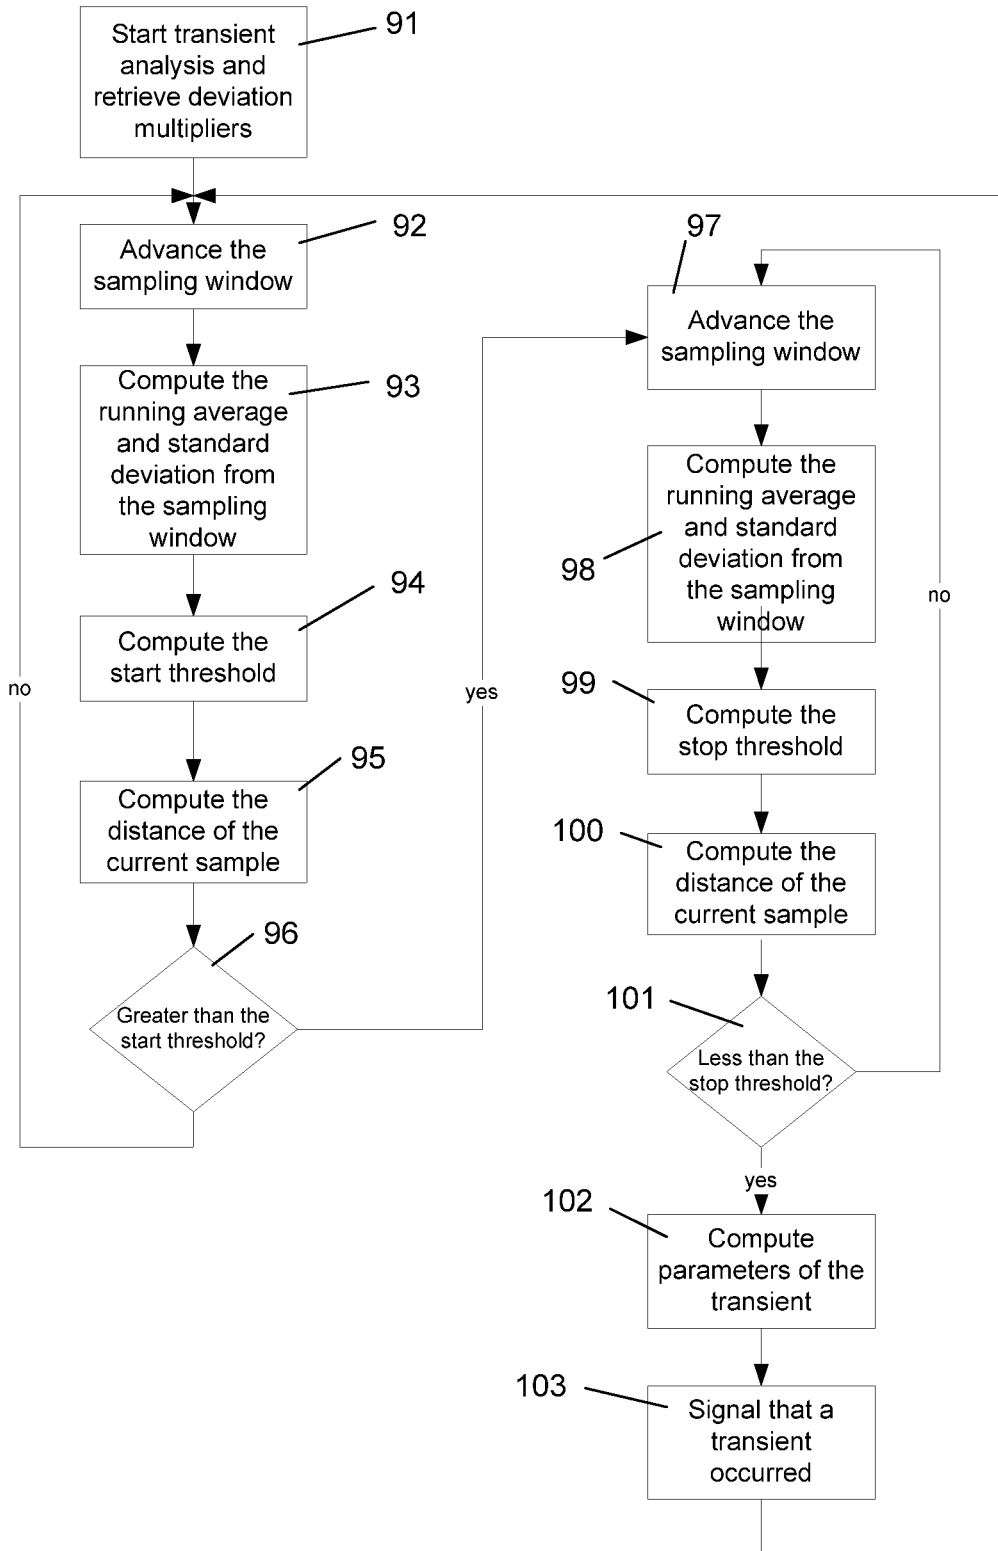 Start transient
analysis and
retrieve deviation
multipliers
91
Advance the
sampling window
92
Compute the
running average
and standard
deviation from
the sampling
window
93
Compute the
start threshold
94
Compute the
distance of the
current sample
95
Greater than the
start threshold?
96
no
yes
Advance the
sampling window
97
Compute the
running average
and standard
deviation from
the sampling
window
98
Compute the
stop threshold
99
Compute the
distance of the
current sample
100
Less than the
stop threshold?
101
no
yes
Compute
parameters of the
transient
102
Signal that a
transient
occurred
103